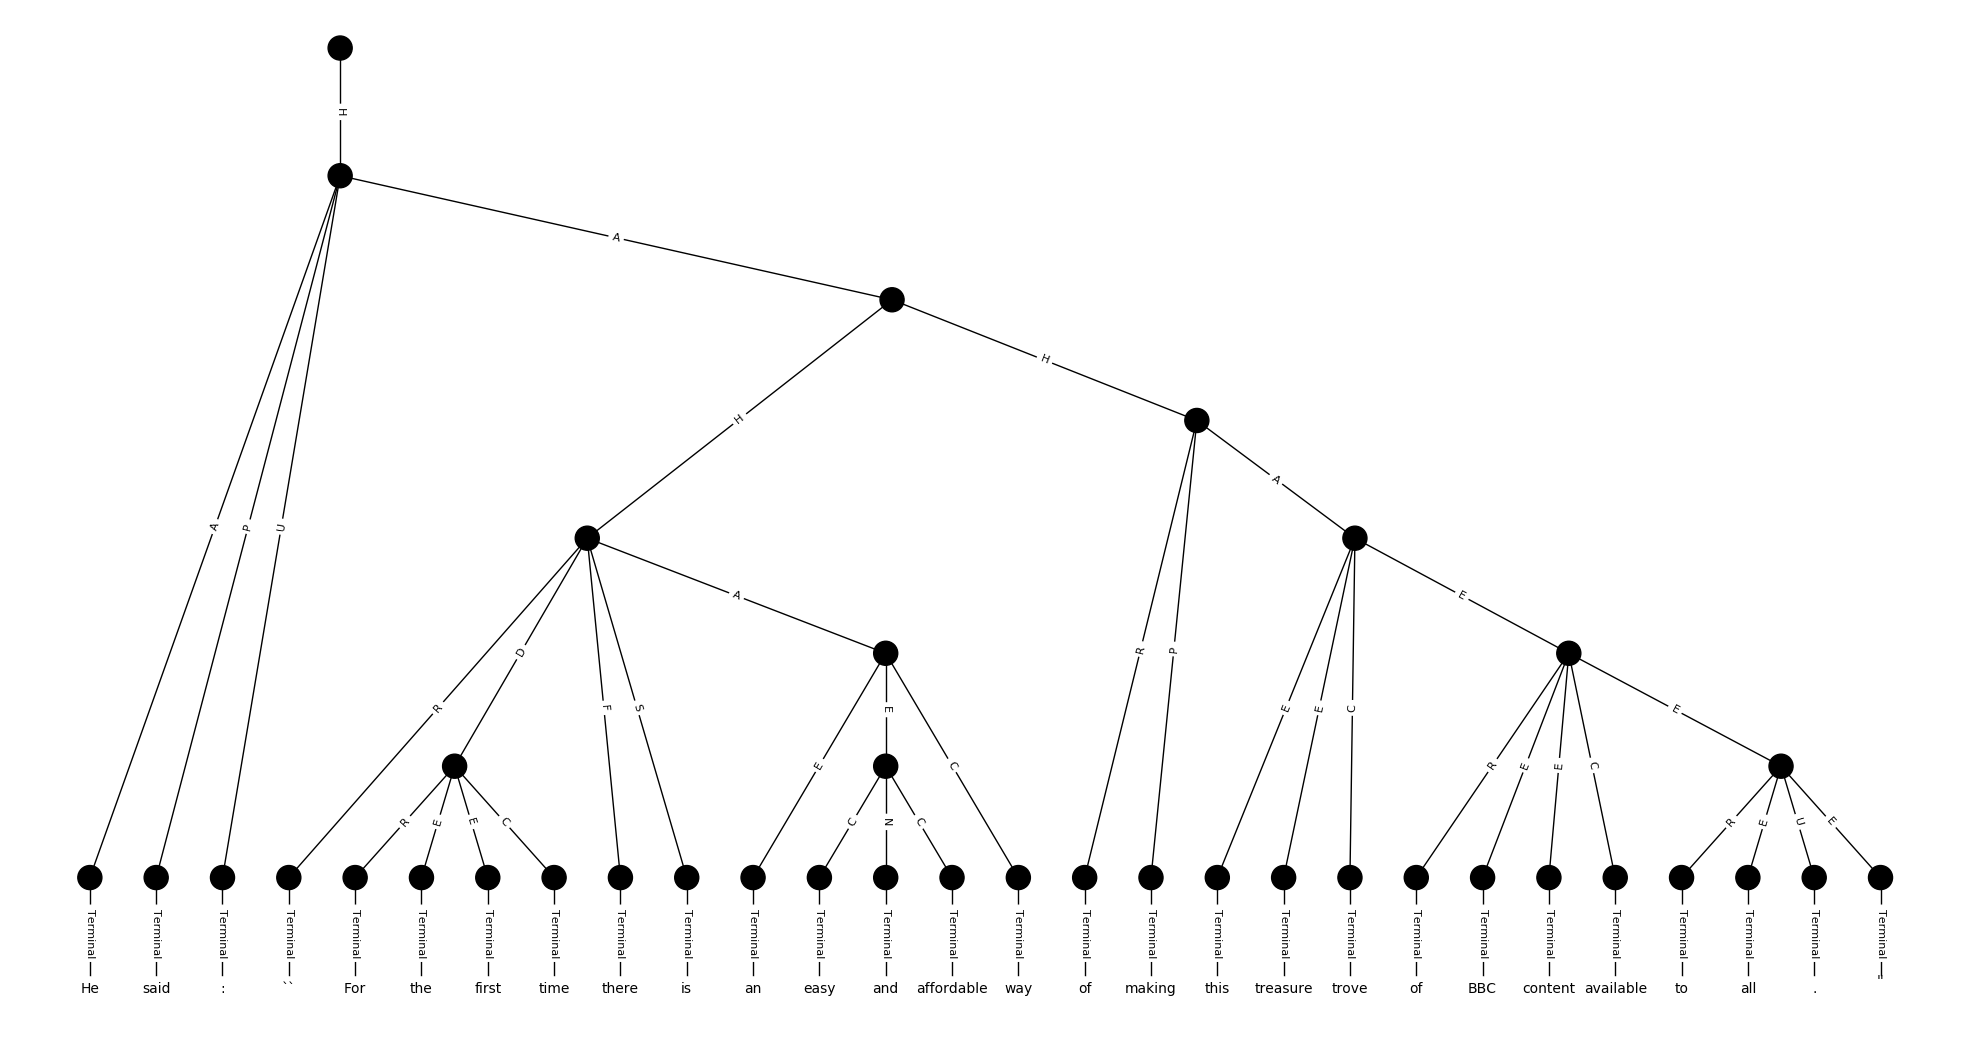 H
A
H
H
A
A
P
U
R
D
F
S
A
R
P
E
E
C
E
R
E
E
C
E
E
N
C
C
C
R
E
E
C
E
R
E
U
E
Terminal Terminal Terminal Terminal Terminal Terminal Terminal Terminal Terminal Terminal Terminal Terminal Terminal Terminal Terminal Terminal Terminal Terminal Terminal Terminal Terminal Terminal Terminal Terminal Terminal Terminal Terminal Terminal
He said : `` For the first time there is an easy and affordable way of making this treasure trove of BBC content available to all . "